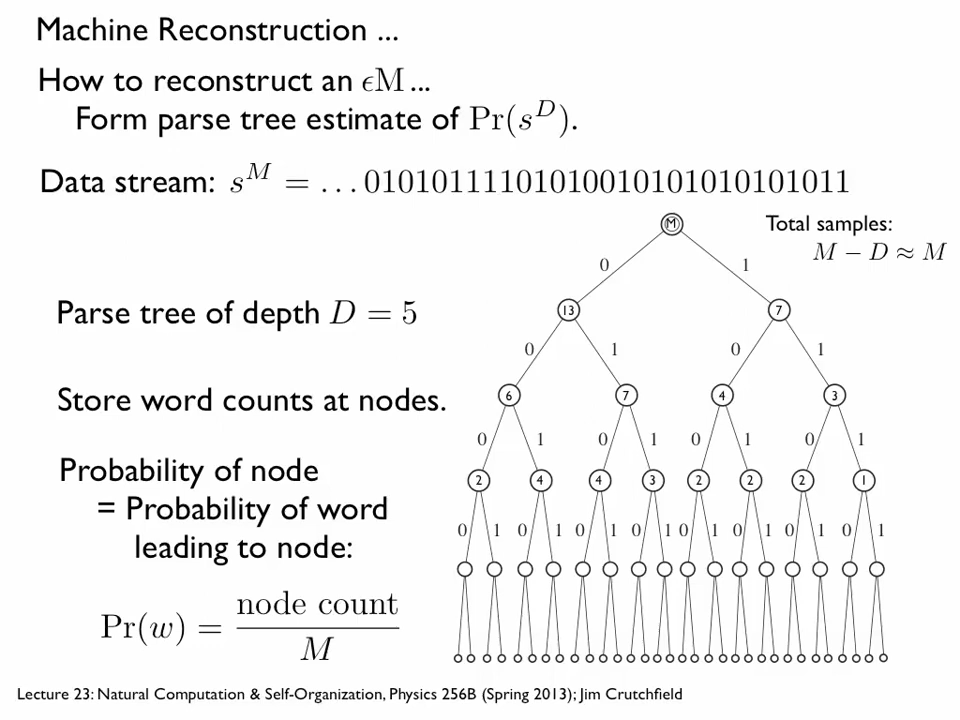 Machine Reconstruction ...
How to reconstruct an ϵM ...
Form parse tree estimate of Pr(s^D).
Data stream: s^M = ...01010111101010010101010101011
M
Total samples:
M − D ≈ M
0 1
Parse tree of depth D = 5
13 7
0 1 0 1
Store word counts at nodes.
6 7 4 3
0 1 0 1 0 1 0 1
Probability of node
2 4 4 3 2 2 2 1
= Probability of word
0 1 0 1 0 1 0 1 0 1 0 1 0 1 0 1
leading to node:
Pr(w) = node count
M
Lecture 23: Natural Computation & Self-Organization, Physics 256B (Spring 2013); Jim Crutchfield